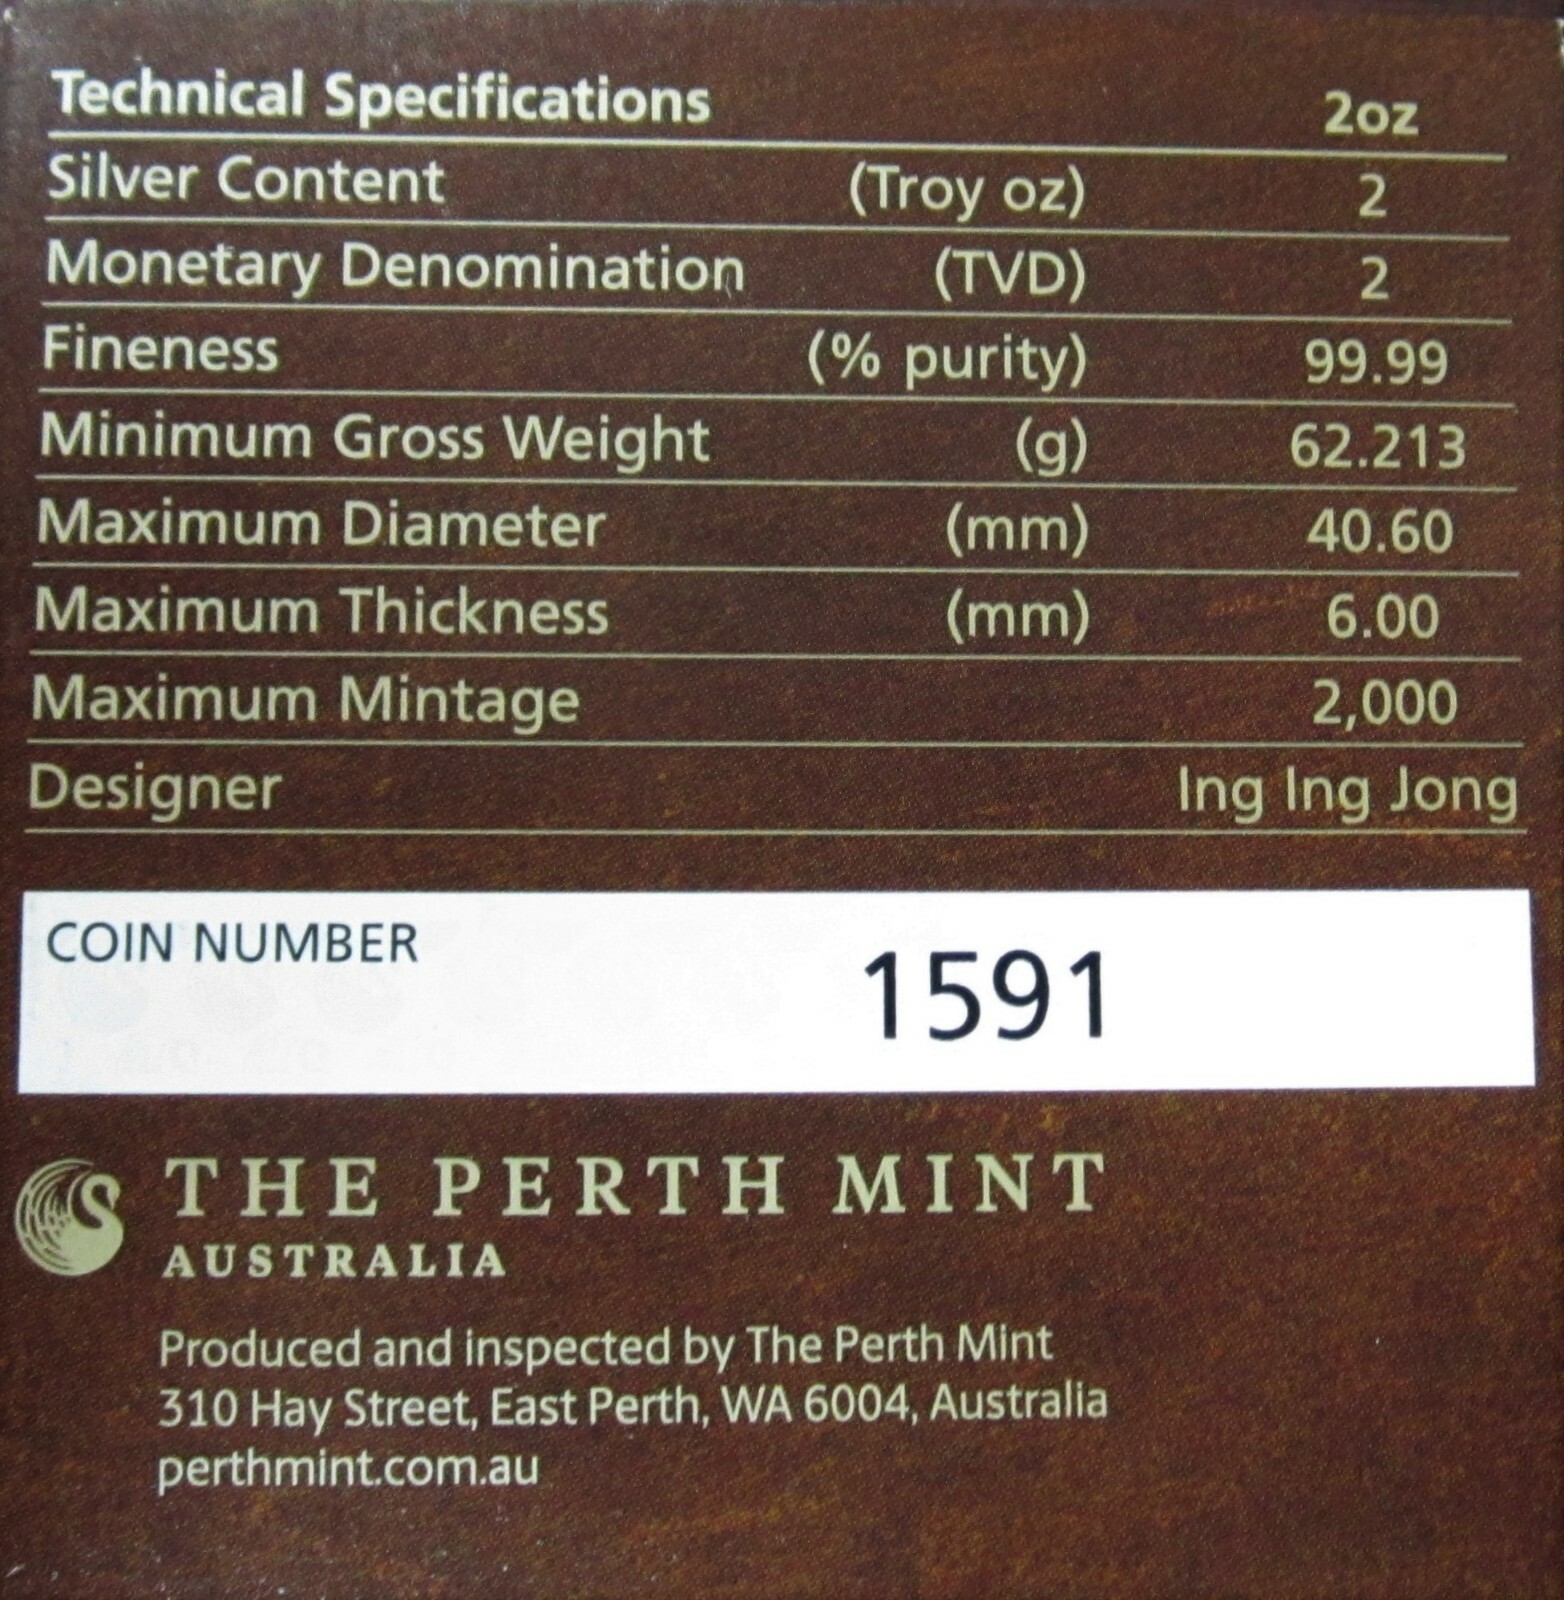 Technical Specifications 2oz
Silver Content (Troy oz) 2
Monetary Denomination (TVD) 2
Fineness (% purity) 99.99
Minimum Gross Weight (g) 62.213
Maximum Diameter (mm) 40.60
Maximum Thickness (mm) 6.00
Maximum Mintage 2,000
Designer Ing Ing Jong
COIN NUMBER 1591
THE PERTH MINT
AUSTRALIA
Produced and inspected by The Perth Mint
310 Hay Street, East Perth, WA 6004, Australia
perthmint.com.au